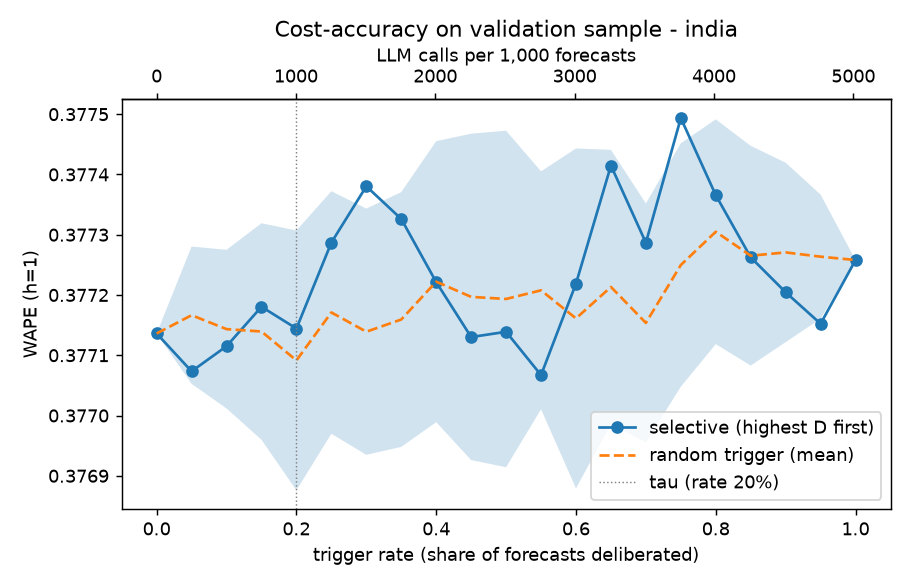 Cost-accuracy on validation sample - india
LLM calls per 1,000 forecasts
0 1000 2000 3000 4000 5000
0.3775
0.3774
0.3773
0.3772
0.3771
0.3770
0.3769
WAPE (h=1)
selective (highest D first)
random trigger (mean)
tau (rate 20%)
0.0 0.2 0.4 0.6 0.8 1.0
trigger rate (share of forecasts deliberated)